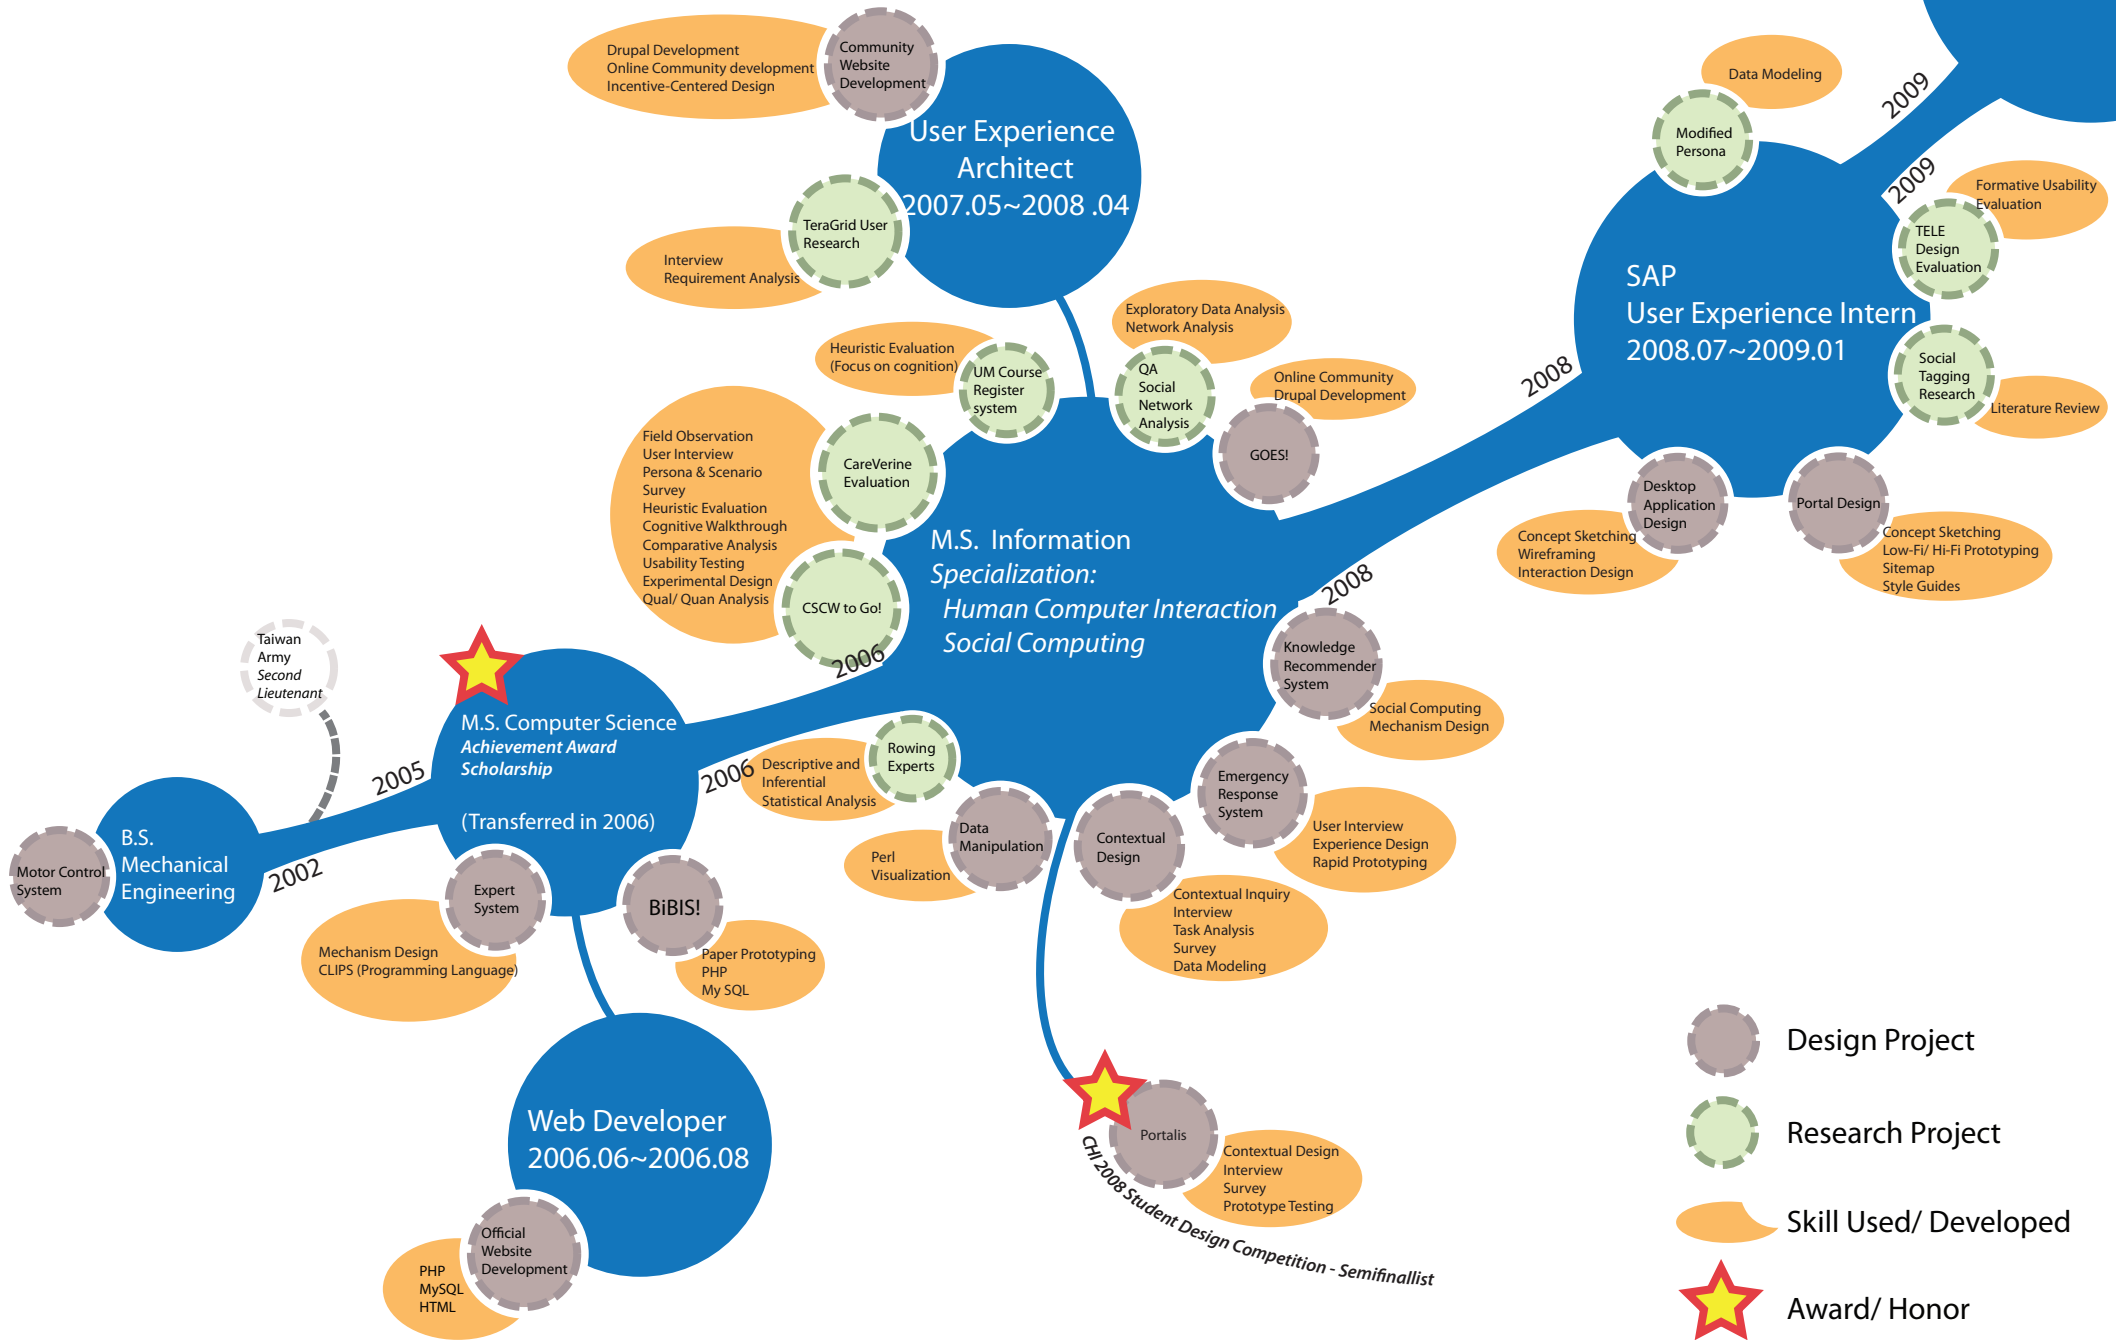 Drupal Development
Online Community development
Incentive-Centered Design
Community
Website
Development
User Experience
Architect
2007.05~2008 .04
TeraGrid User
Research
Interview
Requirement Analysis
Data Modeling
Modified
Persona
2009
2009
Formative Usability
Evaluation
TELE
Design
Evaluation
SAP
User Experience Intern
2008.07~2009.01
Social
Tagging
Research
Literature Review
Desktop
Application
Design
Concept Sketching
Wireframing
Interaction Design
Portal Design
Concept Sketching
Low-Fi/ Hi-Fi Prototyping
Sitemap
Style Guides
2008
2008
Exploratory Data Analysis
Network Analysis
QA
Social
Network
Analysis
Online Community
Drupal Development
GOES!
Heuristic Evaluation
(Focus on cognition)
UM Course
Register
system
Field Observation
User Interview
Persona & Scenario
Survey
Heuristic Evaluation
Cognitive Walkthrough
Comparative Analysis
Usability Testing
Experimental Design
Qual/ Quan Analysis
CareVerine
Evaluation
CSCW to Go!
M.S.  Information
Specialization:
Human Computer Interaction
Social Computing
Knowledge
Recommender
System
Social Computing
Mechanism Design
Emergency
Response
System
User Interview
Experience Design
Rapid Prototyping
Contextual
Design
Contextual Inquiry
Interview
Task Analysis
Survey
Data Modeling
Data
Manipulation
Perl
Visualization
Rowing
Experts
Descriptive and
Inferential
Statistical Analysis
2006
2006
Taiwan
Army
Second
Lieutenant
M.S. Computer Science
Achievement Award
Scholarship
(Transferred in 2006)
2005
2002
B.S.
Mechanical
Engineering
Motor Control
System
Expert
System
Mechanism Design
CLIPS (Programming Language)
BiBIS!
Paper Prototyping
PHP
My SQL
Web Developer
2006.06~2006.08
Official
Website
Development
PHP
MySQL
HTML
Portalis
Contextual Design
Interview
Survey
Prototype Testing
CHI 2008 Student Design Competition - Semifinallist
Design Project
Research Project
Skill Used/ Developed
Award/ Honor